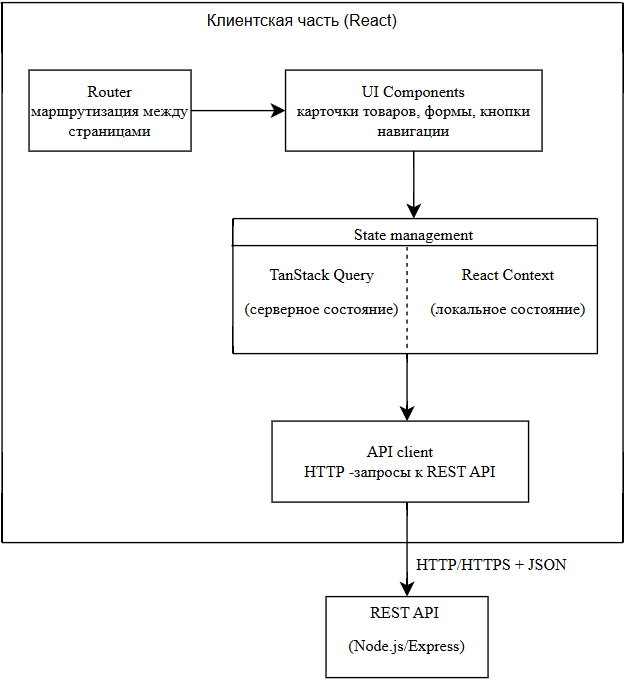 Клиентская часть (React)
Router
маршрутизация между
страницами
UI Components
карточки товаров, формы, кнопки
навигации
State management
TanStack Query
(серверное состояние)
React Context
(локальное состояние)
API client
HTTP -запросы к REST API
HTTP/HTTPS + JSON
REST API
(Node.js/Express)